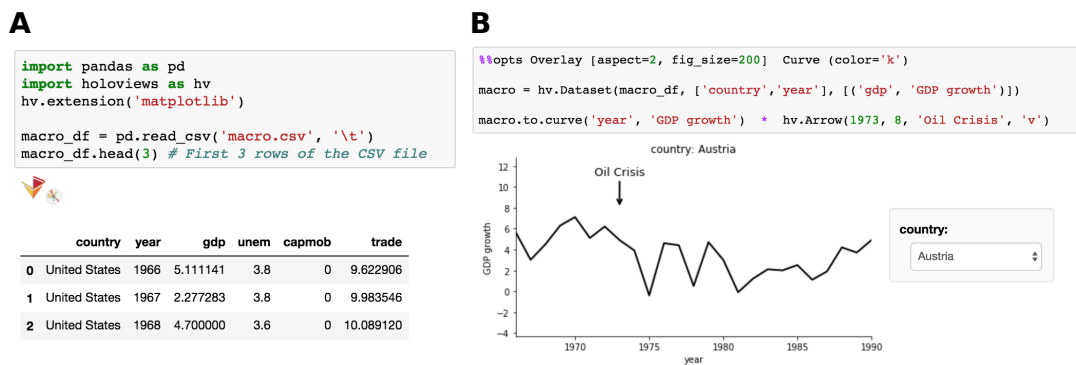 A
import pandas as pd
import holoviews as hv
hv.extension('matplotlib')
macro_df = pd.read_csv('macro.csv', '\t')
macro_df.head(3) # First 3 rows of the CSV file
country year gdp unem capmob trade
0 United States 1966 5.111141 3.8 0 9.622906
1 United States 1967 2.277283 3.8 0 9.983546
2 United States 1968 4.700000 3.6 0 10.089120
B
%%opts Overlay [aspect=2, fig_size=200] Curve (color='k')
macro = hv.Dataset(macro_df, ['country','year'], [('gdp', 'GDP growth')])
macro.to.curve('year', 'GDP growth') * hv.Arrow(1973, 8, 'Oil Crisis', 'v')
country: Austria
Oil Crisis
GDP growth
12
10
8
6
4
2
0
−2
−4
1970 1975 1980 1985 1990
year
country:
Austria